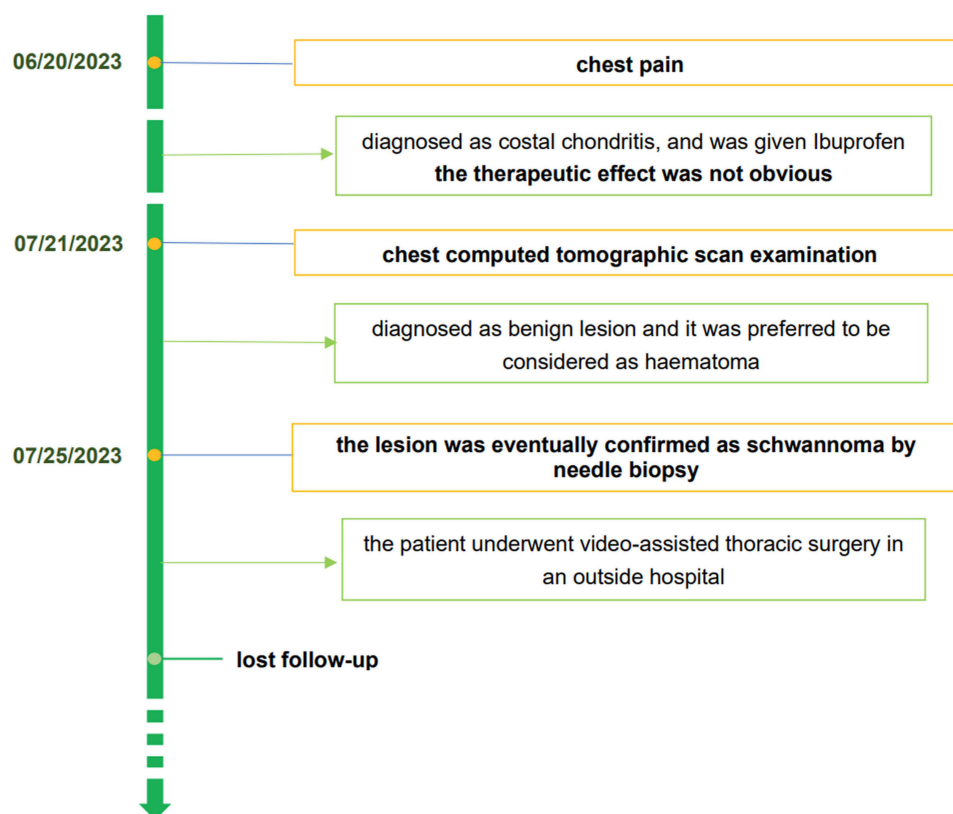 06/20/2023
chest pain
diagnosed as costal chondritis, and was given Ibuprofen
the therapeutic effect was not obvious
07/21/2023
chest computed tomographic scan examination
diagnosed as benign lesion and it was preferred to be
considered as haematoma
07/25/2023
the lesion was eventually confirmed as schwannoma by
needle biopsy
the patient underwent video-assisted thoracic surgery in
an outside hospital
lost follow-up